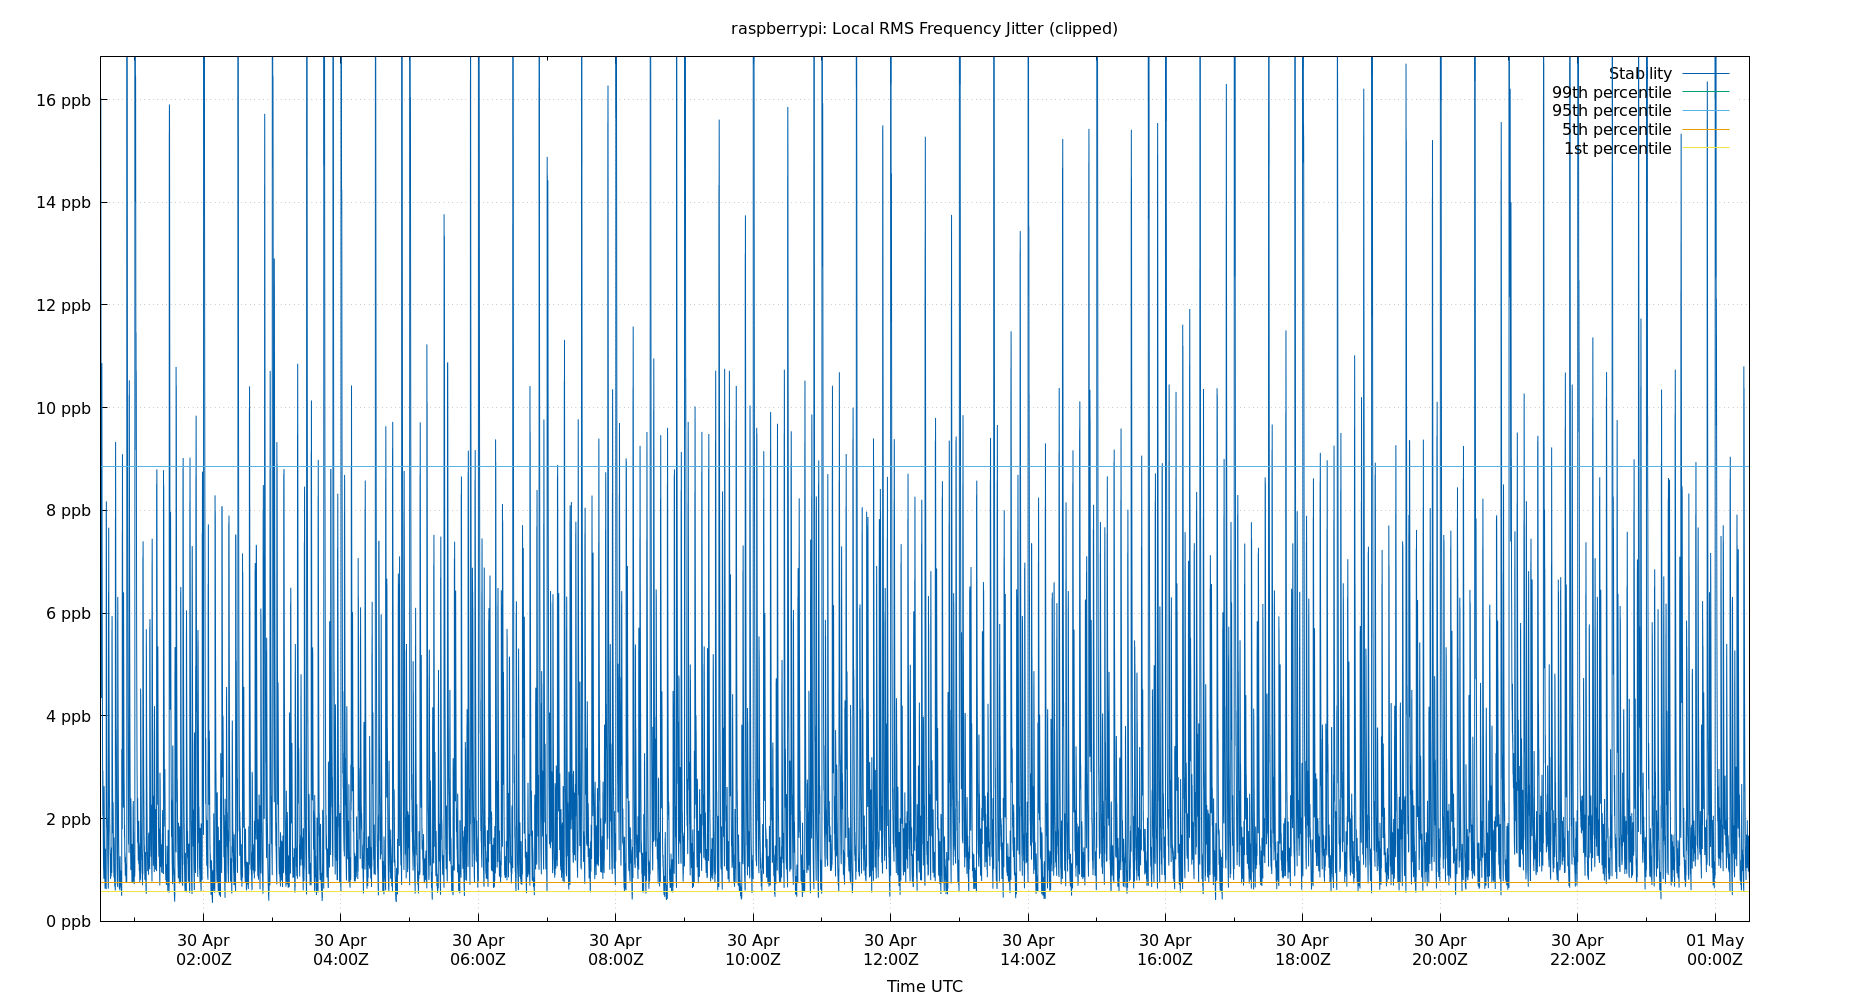 raspberrypi: Local RMS Frequency Jitter (clipped)
16 ppb
14 ppb
12 ppb
10 ppb
8 ppb
6 ppb
4 ppb
2 ppb
0 ppb
Stability
99th percentile
95th percentile
5th percentile
1st percentile
30 Apr 30 Apr 30 Apr 30 Apr 30 Apr 30 Apr 30 Apr 30 Apr 30 Apr 30 Apr 30 Apr 01 May
02:00Z 04:00Z 06:00Z 08:00Z 10:00Z 12:00Z 14:00Z 16:00Z 18:00Z 20:00Z 22:00Z 00:00Z
Time UTC